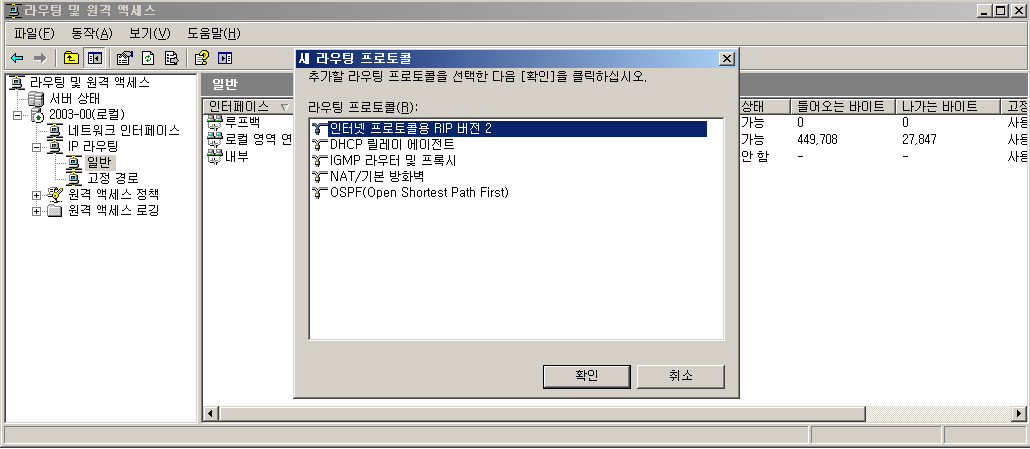 라우팅 및 원격 액세스
파일(F) 동작(A) 보기(V) 도움말(H)
라우팅 및 원격 액세스
서버 상태
2003-00(로컬)
네트워크 인터페이스
IP 라우팅
일반
고정 경로
원격 액세스 정책
원격 액세스 로깅
일반
인터페이스 상태 들어오는 바이트 나가는 바이트 고정
루프백 가능 0 0 사용
로컬 영역 연 가능 449,708 27,847 사용
내부 안 함 - - 사용
새 라우팅 프로토콜
추가할 라우팅 프로토콜을 선택한 다음 [확인]을 클릭하십시오.
라우팅 프로토콜(R):
인터넷 프로토콜용 RIP 버전 2
DHCP 릴레이 에이전트
IGMP 라우터 및 프록시
NAT/기본 방화벽
OSPF(Open Shortest Path First)
확인 취소